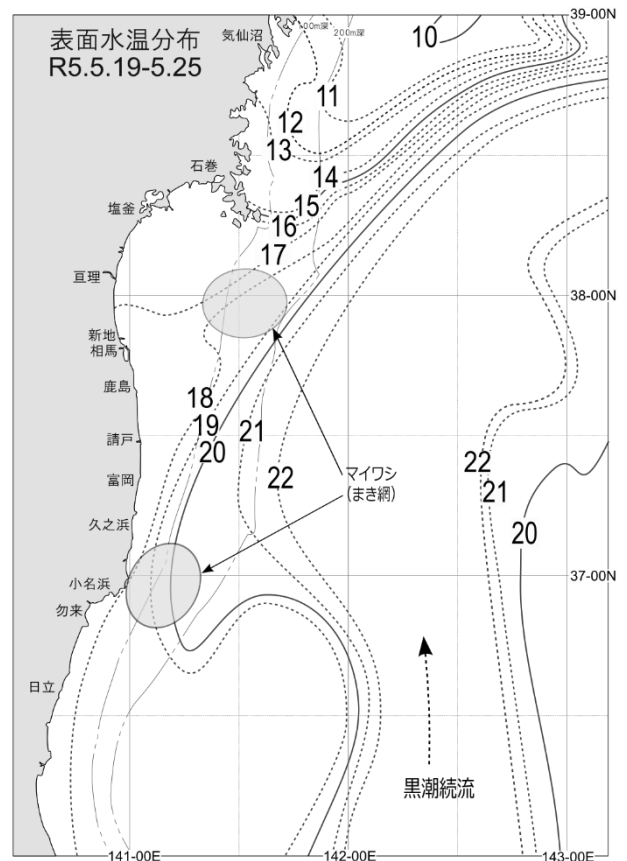 表面水温分布
R5.5.19-5.25
気仙沼
200m深
10
39-00N
11
12
13
石巻
14
15
塩釜
16
17
亘理
38-00N
新地
相馬
鹿島
18
19
20
21
請戸
22
富岡
マイワシ
(まき網)
22
21
20
久之浜
小名浜
37-00N
勿来
日立
黒潮続流
141-00E
142-00E
143-00E